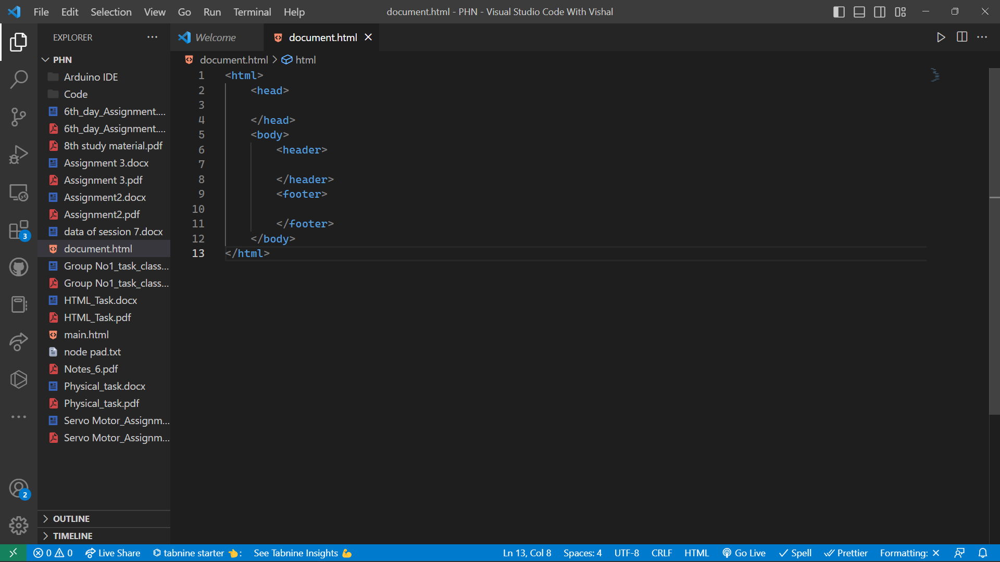 File Edit Selection View Go Run Terminal Help
document.html - PHN - Visual Studio Code With Vishal
EXPLORER
PHN
Arduino IDE
Code
6th_day_Assignment....
6th_day_Assignment....
8th study material.pdf
Assignment 3.docx
Assignment 3.pdf
Assignment2.docx
Assignment2.pdf
data of session 7.docx
document.html
Group No1_task_class...
Group No1_task_class...
HTML_Task.docx
HTML_Task.pdf
main.html
node pad.txt
Notes_6.pdf
Physical_task.docx
Physical_task.pdf
Servo Motor_Assignm...
Servo Motor_Assignm...
OUTLINE
TIMELINE
3
2
Welcome
document.html
document.html > html
1 <html>
2 <head>
3
4 </head>
5 <body>
6 <header>
7
8 </header>
9 <footer>
10
11 </footer>
12 </body>
13 </html>
0 0 Live Share tabnine starter 👈: See Tabnine Insights 💪 Ln 13, Col 8 Spaces: 4 UTF-8 CRLF HTML Go Live Spell Prettier Formatting: ×